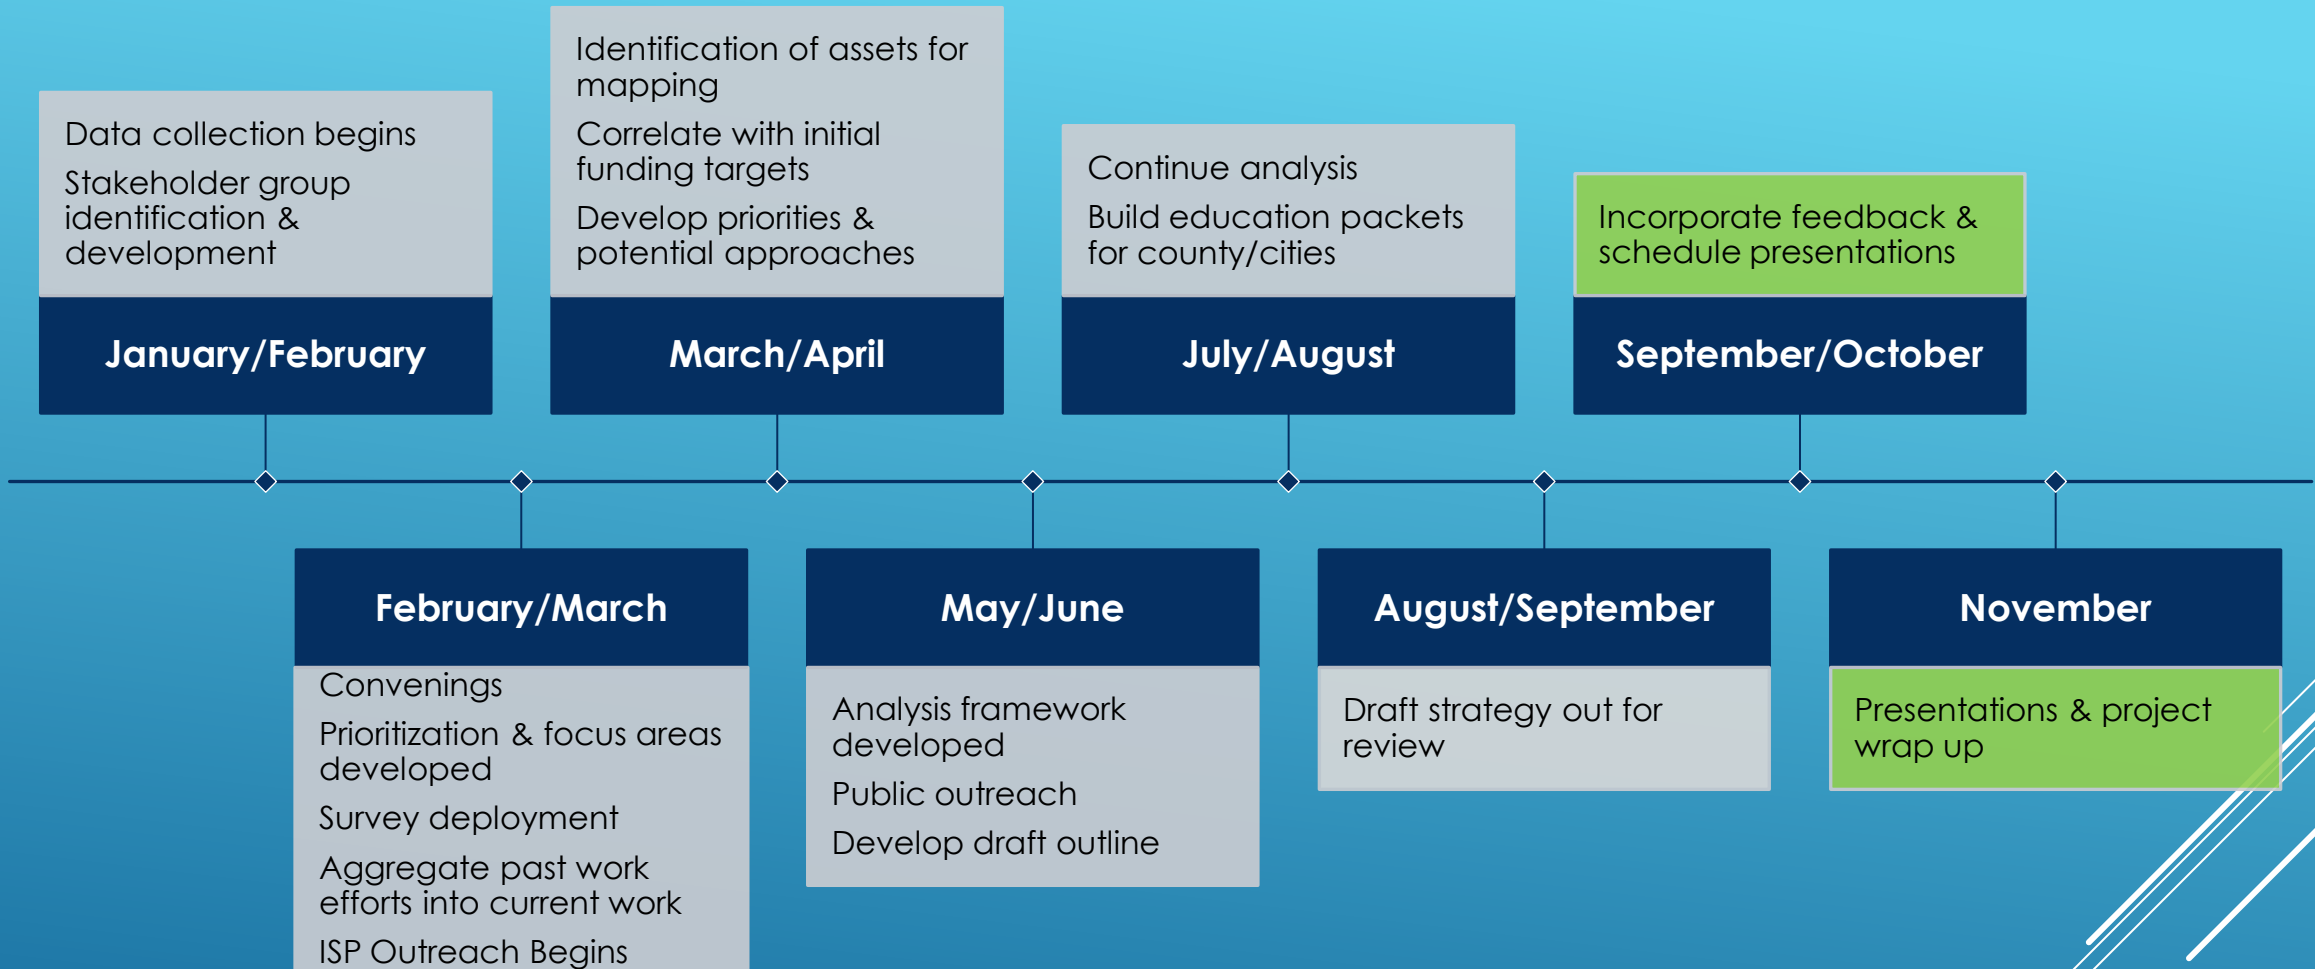 Data collection begins
Stakeholder group
identification &
development
January/February
Convenings
Prioritization & focus areas
developed
Survey deployment
Aggregate past work
efforts into current work
ISP Outreach Begins
February/March
Identification of assets for
mapping
Correlate with initial
funding targets
Develop priorities &
potential approaches
March/April
May/June
Analysis framework
developed
Public outreach
Develop draft outline
Continue analysis
Build education packets
for county/cities
July/August
August/September
Draft strategy out for
review
Incorporate feedback &
schedule presentations
September/October
November
Presentations & project
wrap up